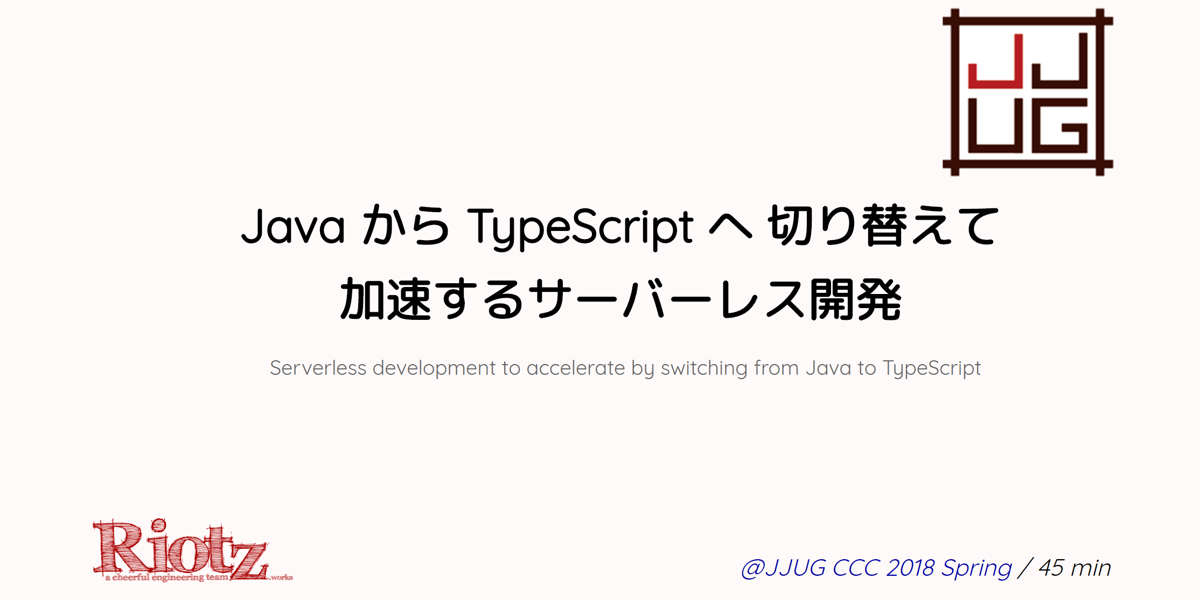 JJ
UG
Java から TypeScript へ 切り替えて
加速するサーバーレス開発
Serverless development to accelerate by switching from Java to TypeScript
Riotz
a cheerful engineering team .works
@JJUG CCC 2018 Spring / 45 min